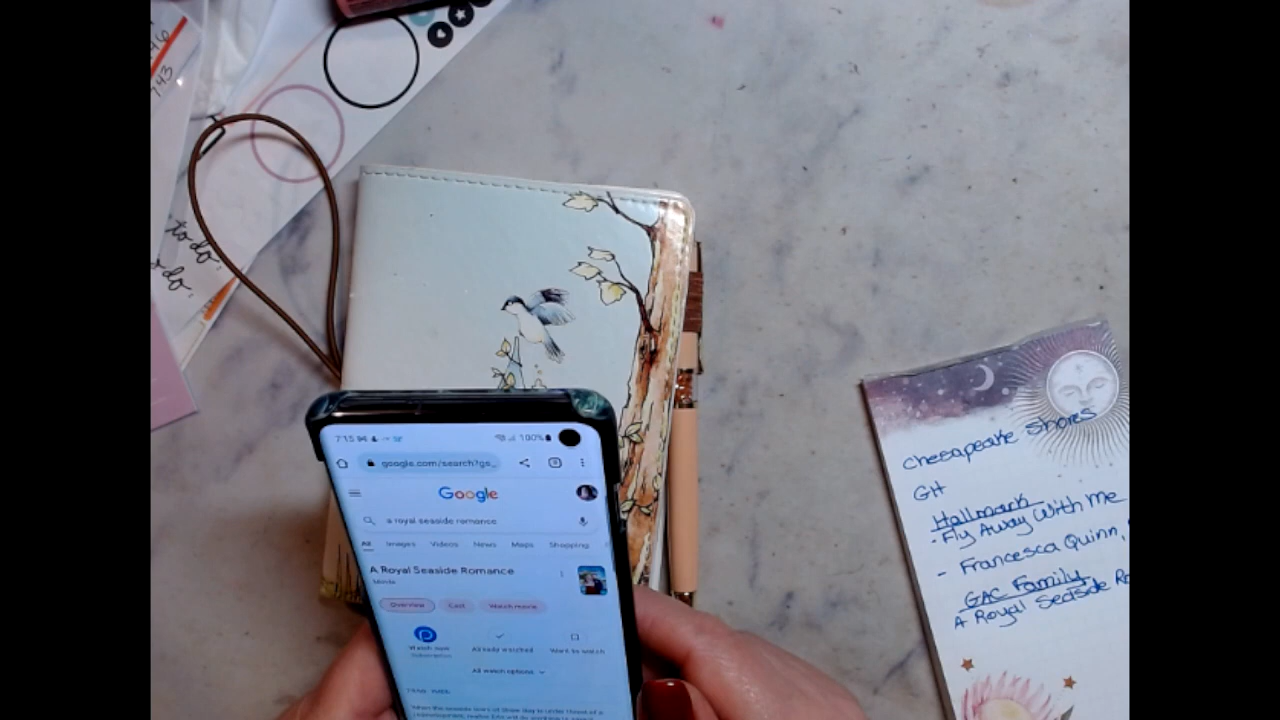 46
743
to do.
do.
7:15
100%
google.com/search?gs_
Google
a royal seaside romance
All Images Videos News Maps Shopping
A Royal Seaside Romance
Movie
Overview Cast Watch movie
Watch now Already watched Want to watch
Subscription
All watch options
Chesapeake Shores
GH
Hallmark
- Fly Away With Me
- Francesca Quinn,
GAC Family
A Royal Seaside Ro